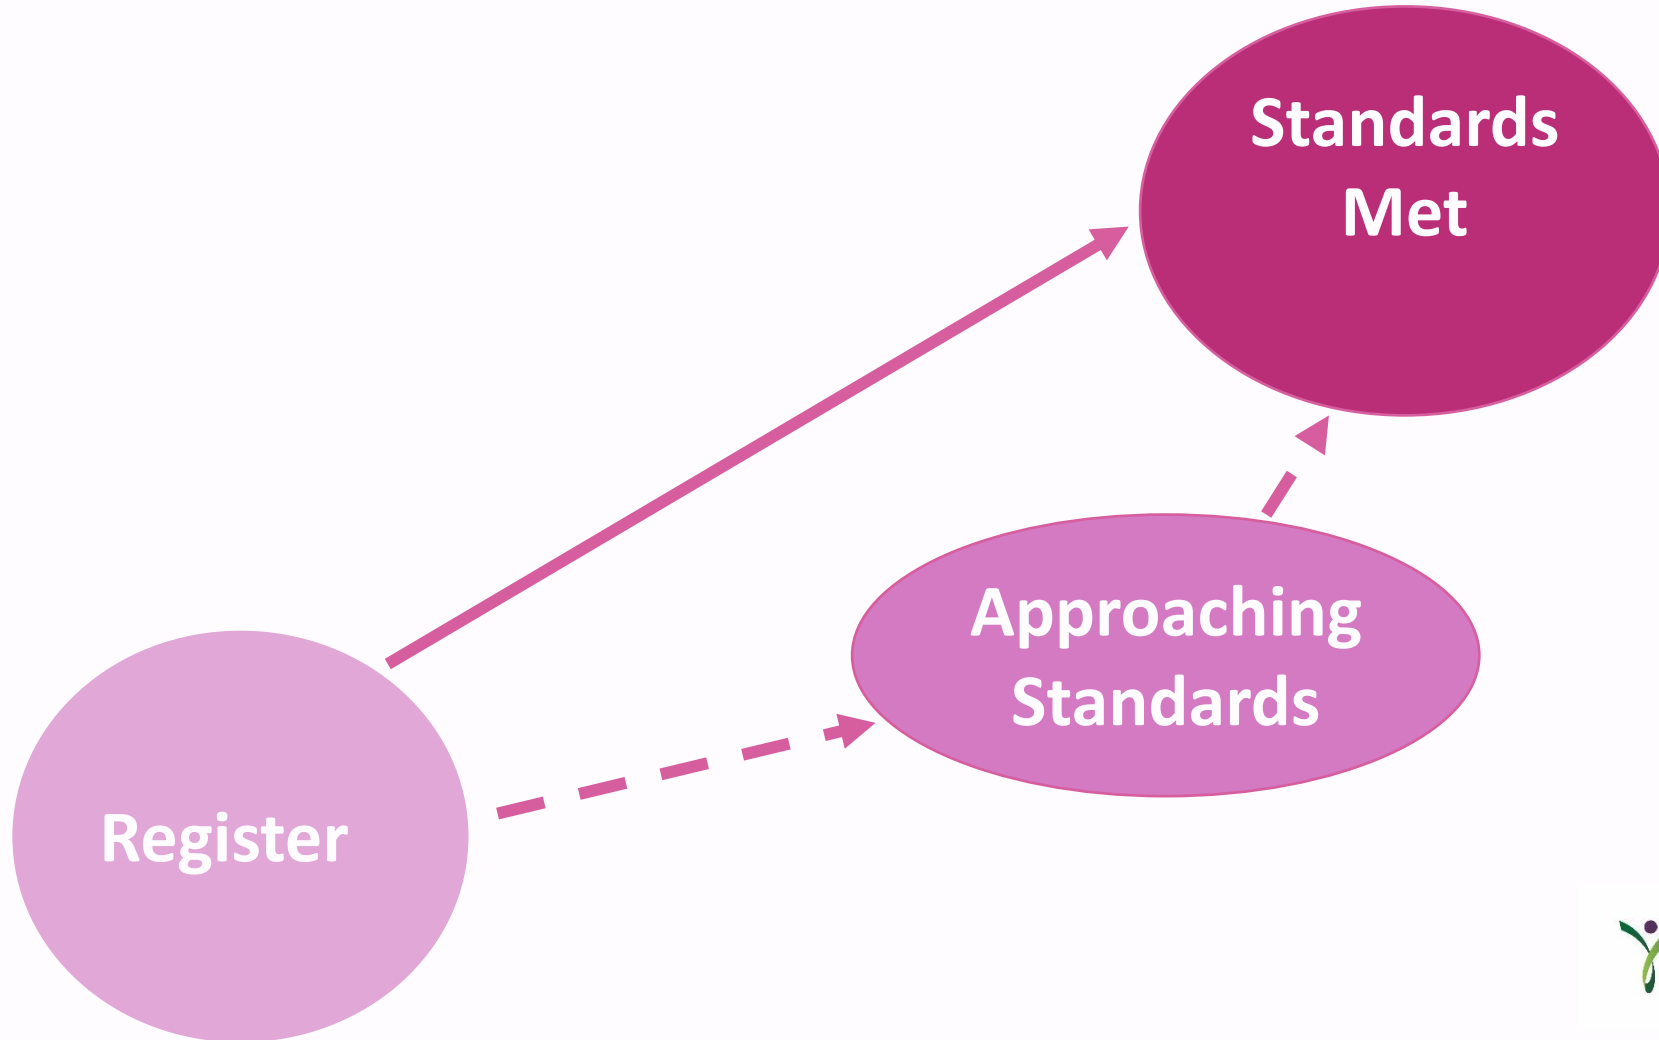 Standards
Met
Approaching
Standards
Register